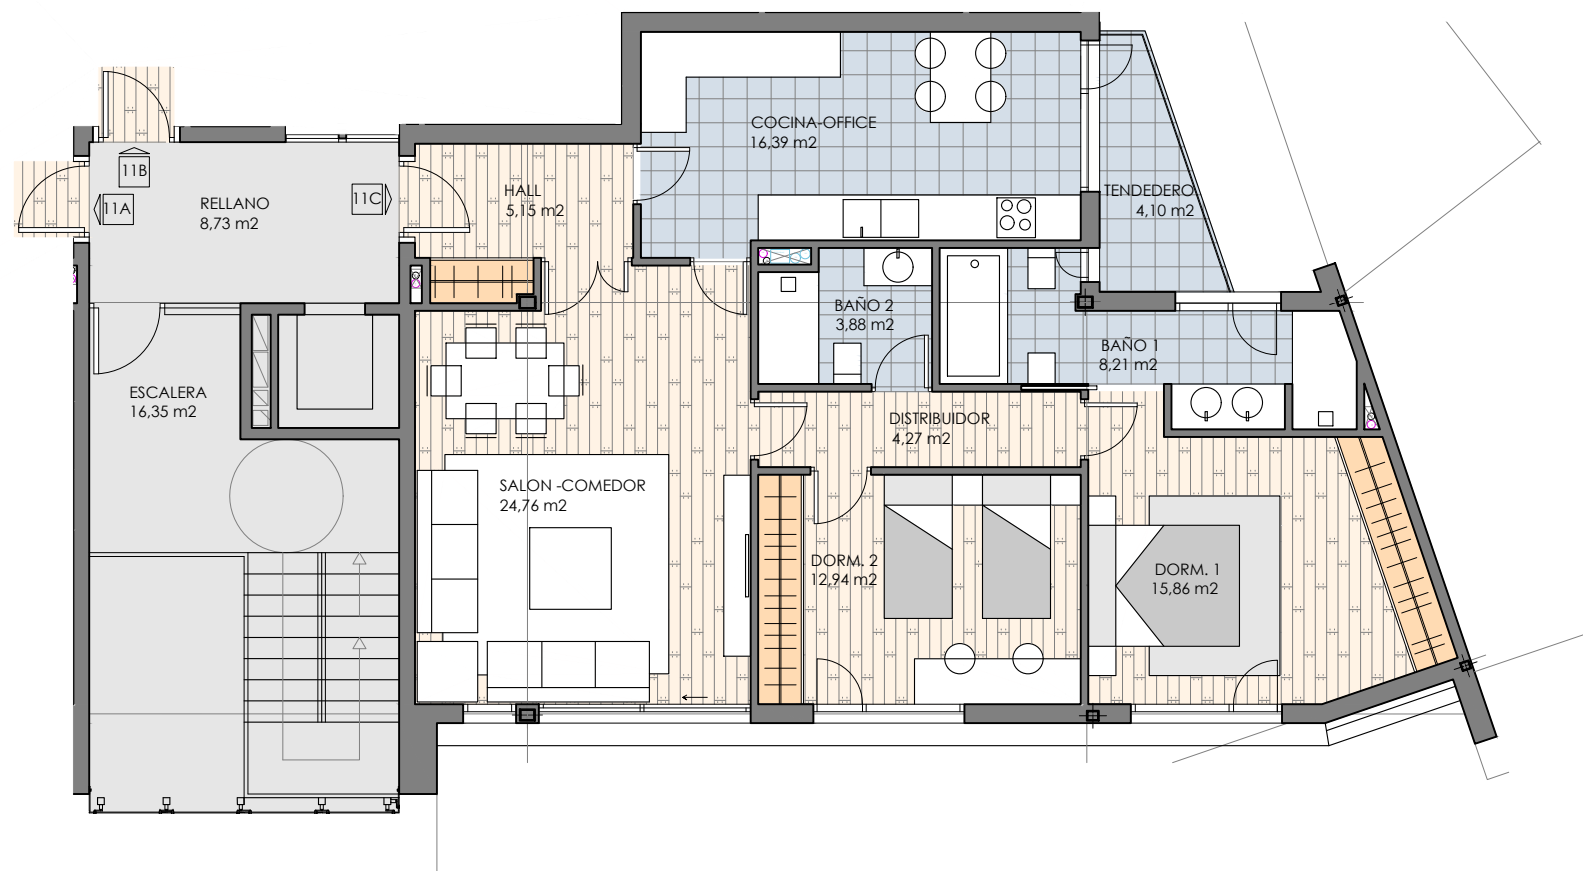 COCINA-OFFICE
16,39 m2
11B
11A
RELLANO
8,73 m2
11C
HALL
5,15 m2
TENDEDERO
4,10 m2
BAÑO 2
3,88 m2
BAÑO 1
8,21 m2
ESCALERA
16,35 m2
DISTRIBUIDOR
4,27 m2
SALON -COMEDOR
24,76 m2
DORM. 2
12,94 m2
DORM. 1
15,86 m2